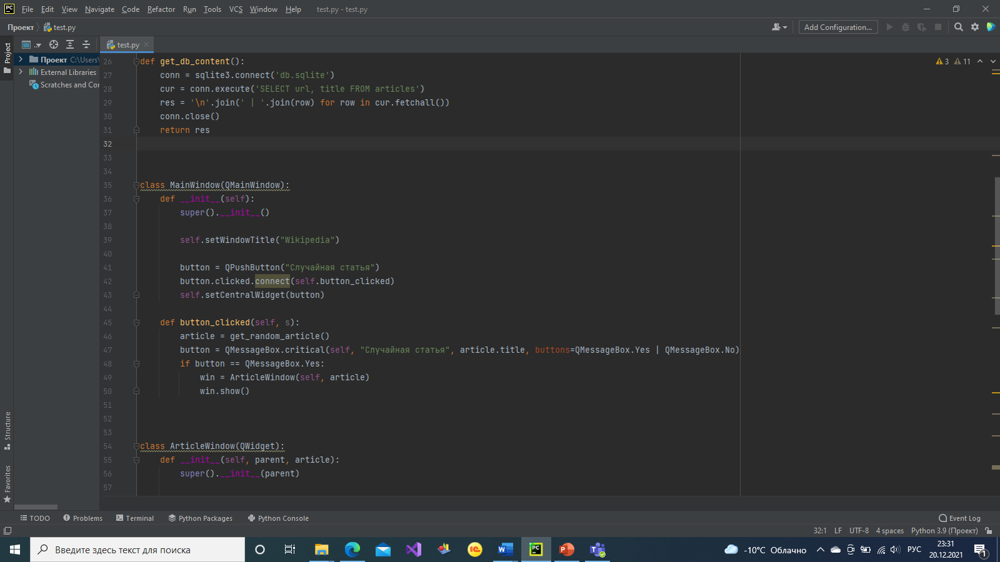 File Edit View Navigate Code Refactor Run Tools VCS Window Help test.py - test.py
Проект test.py Add Configuration...
Project .. test.py
Проект C:\Users\
External Libraries
Scratches and Cor
3 11
26 def get_db_content():
27 conn = sqlite3.connect('db.sqlite')
28 cur = conn.execute('SELECT url, title FROM articles')
29 res = '\n'.join(' | '.join(row) for row in cur.fetchall())
30 conn.close()
31 return res
32
33
34
35 class MainWindow(QMainWindow):
36 def __init__(self):
37 super().__init__()
38
39 self.setWindowTitle("Wikipedia")
40
41 button = QPushButton("Случайная статья")
42 button.clicked.connect(self.button_clicked)
43 self.setCentralWidget(button)
44
45 def button_clicked(self, s):
46 article = get_random_article()
47 button = QMessageBox.critical(self, "Случайная статья", article.title, buttons=QMessageBox.Yes | QMessageBox.No)
48 if button == QMessageBox.Yes:
49 win = ArticleWindow(self, article)
50 win.show()
51
52
53
54 class ArticleWindow(QWidget):
55 def __init__(self, parent, article):
56 super().__init__(parent)
57
Structure
Favorites
TODO Problems Terminal Python Packages Python Console Event Log
32:1 LF UTF-8 4 spaces Python 3.9 (Проект)
Введите здесь текст для поиска
-10°C Облачно РУС 23:31
20.12.2021
1